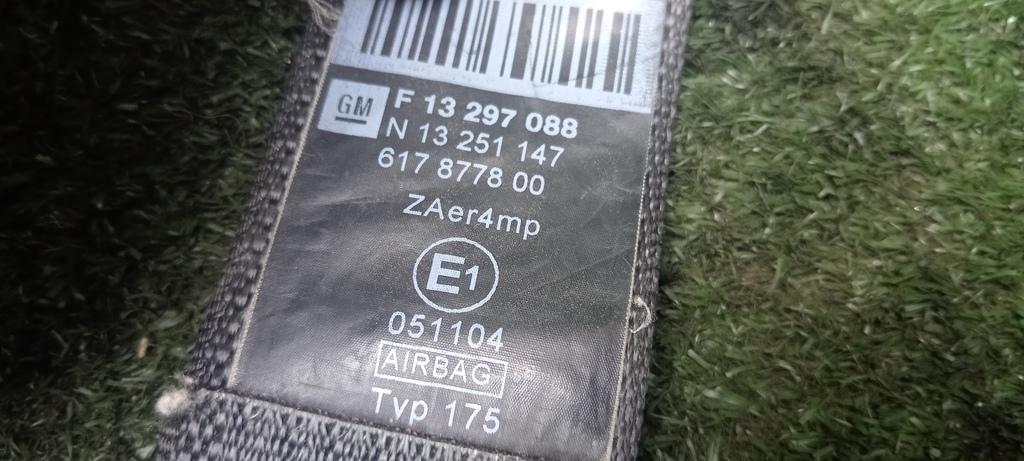 GM F 13 297 088
N 13 251 147
617 8778 00
ZAer4mp
E1
051104
AIRBAG
Typ 175